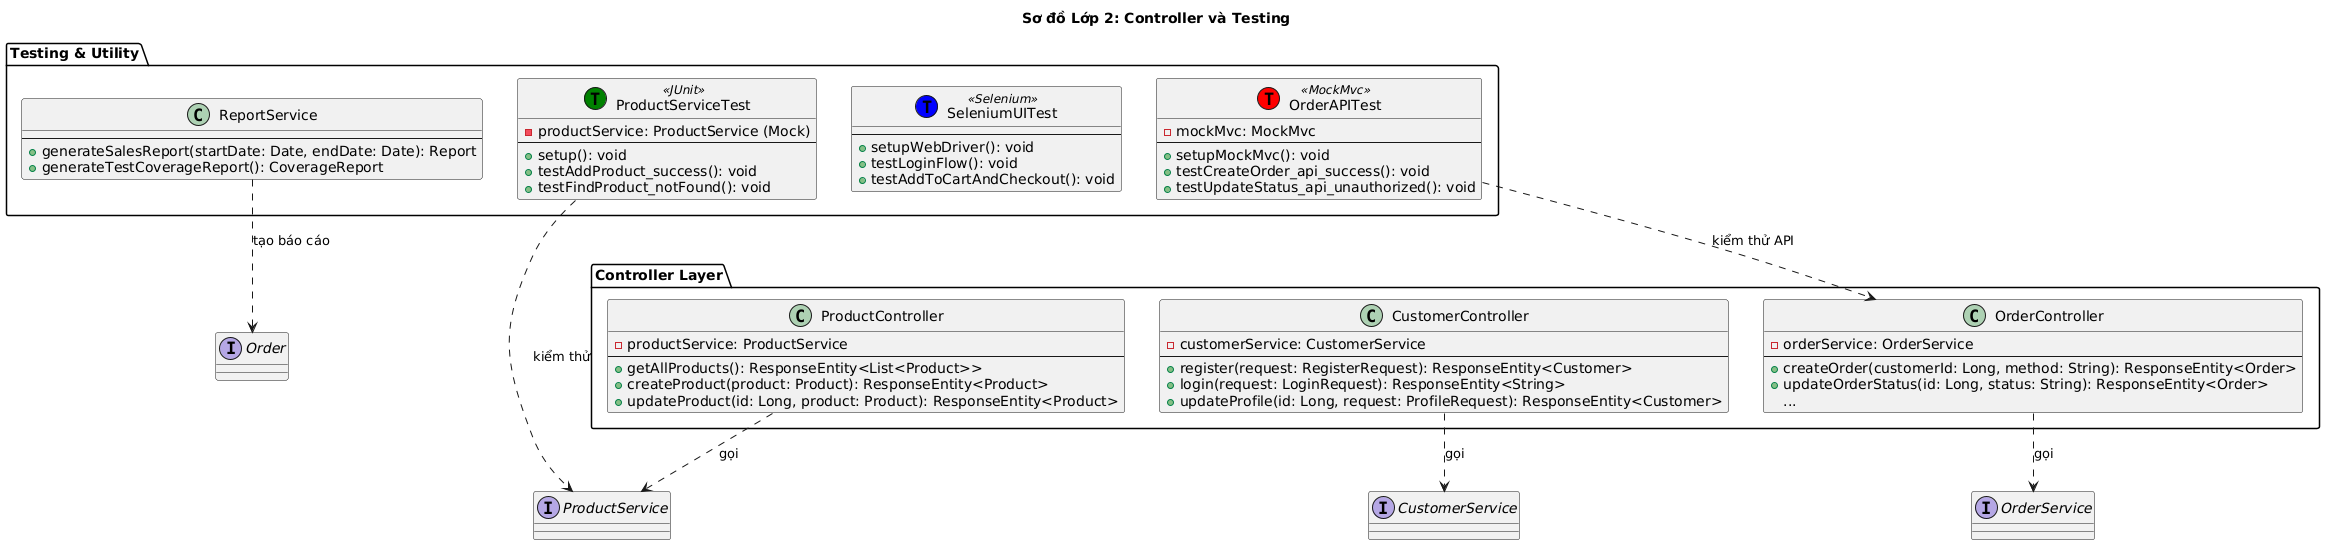 Sơ đồ Lớp 2: Controller và Testing
Testing & Utility
C ReportService
generateSalesReport(startDate: Date, endDate: Date): Report
generateTestCoverageReport(): CoverageReport
T «JUnit»
ProductServiceTest
productService: ProductService (Mock)
setup(): void
testAddProduct_success(): void
testFindProduct_notFound(): void
T «Selenium»
SeleniumUITest
setupWebDriver(): void
testLoginFlow(): void
testAddToCartAndCheckout(): void
T «MockMvc»
OrderAPITest
mockMvc: MockMvc
setupMockMvc(): void
testCreateOrder_api_success(): void
testUpdateStatus_api_unauthorized(): void
tạo báo cáo
kiểm thử API
Controller Layer
I Order
kiểm thử
C ProductController
productService: ProductService
getAllProducts(): ResponseEntity<List<Product>>
createProduct(product: Product): ResponseEntity<Product>
updateProduct(id: Long, product: Product): ResponseEntity<Product>
C CustomerController
customerService: CustomerService
register(request: RegisterRequest): ResponseEntity<Customer>
login(request: LoginRequest): ResponseEntity<String>
updateProfile(id: Long, request: ProfileRequest): ResponseEntity<Customer>
C OrderController
orderService: OrderService
createOrder(customerId: Long, method: String): ResponseEntity<Order>
updateOrderStatus(id: Long, status: String): ResponseEntity<Order>
...
gọi
gọi
gọi
I ProductService
I CustomerService
I OrderService